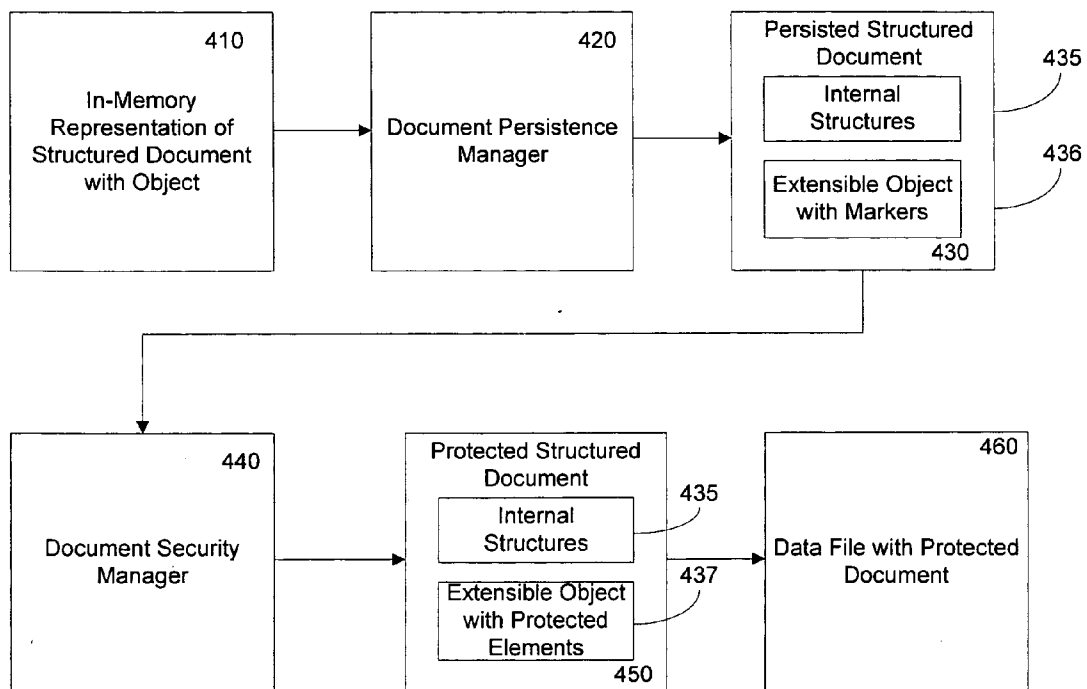 410
In-Memory
Representation of
Structured Document
with Object
420
Document Persistence
Manager
Persisted Structured
Document
Internal
Structures
435
Extensible Object
with Markers
436
430
440
Document Security
Manager
Protected Structured
Document
Internal
Structures
435
Extensible Object
with Protected
Elements
437
450
460
Data File with Protected
Document